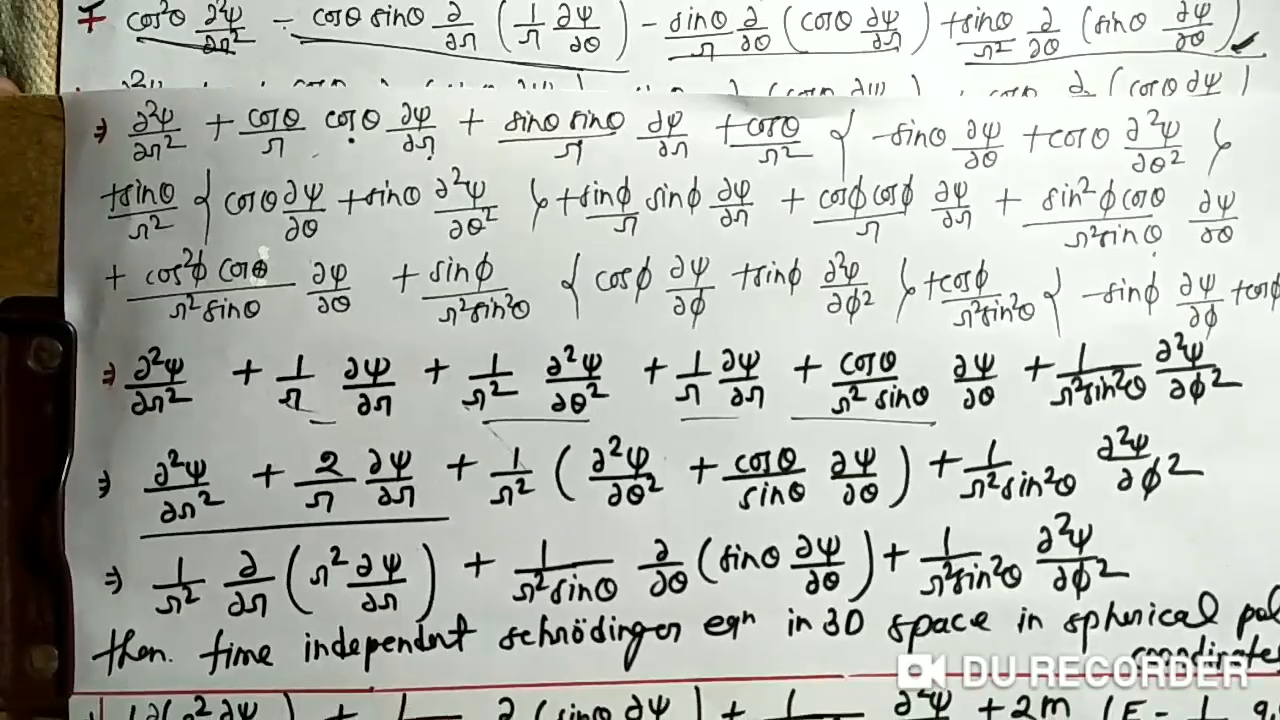 + cos²θ ∂²ψ/∂r² - cosθ sinθ ∂/∂r (1/r ∂ψ/∂θ) - sinθ/r ∂/∂θ (cosθ ∂ψ/∂r) + sinθ/r² ∂/∂θ (sinθ ∂ψ/∂θ)
⇒ ∂²ψ/∂r² + cosθ/r cosθ ∂ψ/∂r + sinθ sinθ/r ∂ψ/∂r + cosθ/r² { -sinθ ∂ψ/∂θ + cosθ ∂²ψ/∂θ² }
+ sinθ/r² { cosθ ∂ψ/∂θ + sinθ ∂²ψ/∂θ² } + sinφ/r sinφ ∂ψ/∂r + cosφ cosφ/r ∂ψ/∂r + sin²φ cosθ/r² sinθ ∂ψ/∂θ
+ cos²φ cosθ/r² sinθ ∂ψ/∂θ + sinφ/r² sin²θ { cosφ ∂ψ/∂φ + sinφ ∂²ψ/∂φ² } + cosφ/r² sin²θ { -sinφ ∂ψ/∂φ + cosφ
⇒ ∂²ψ/∂r² + 1/r ∂ψ/∂r + 1/r² ∂²ψ/∂θ² + 1/r ∂ψ/∂r + cosθ/r² sinθ ∂ψ/∂θ + 1/r² sin²θ ∂²ψ/∂φ²
⇒ ∂²ψ/∂r² + 2/r ∂ψ/∂r + 1/r² (∂²ψ/∂θ² + cosθ/sinθ ∂ψ/∂θ) + 1/r² sin²θ ∂²ψ/∂φ²
⇒ 1/r² ∂/∂r (r² ∂ψ/∂r) + 1/r² sinθ ∂/∂θ (sinθ ∂ψ/∂θ) + 1/r² sin²θ ∂²ψ/∂φ²
then. time independent schrödinger eqn in 3D space in spherical pol
coordinates
DU RECORDER